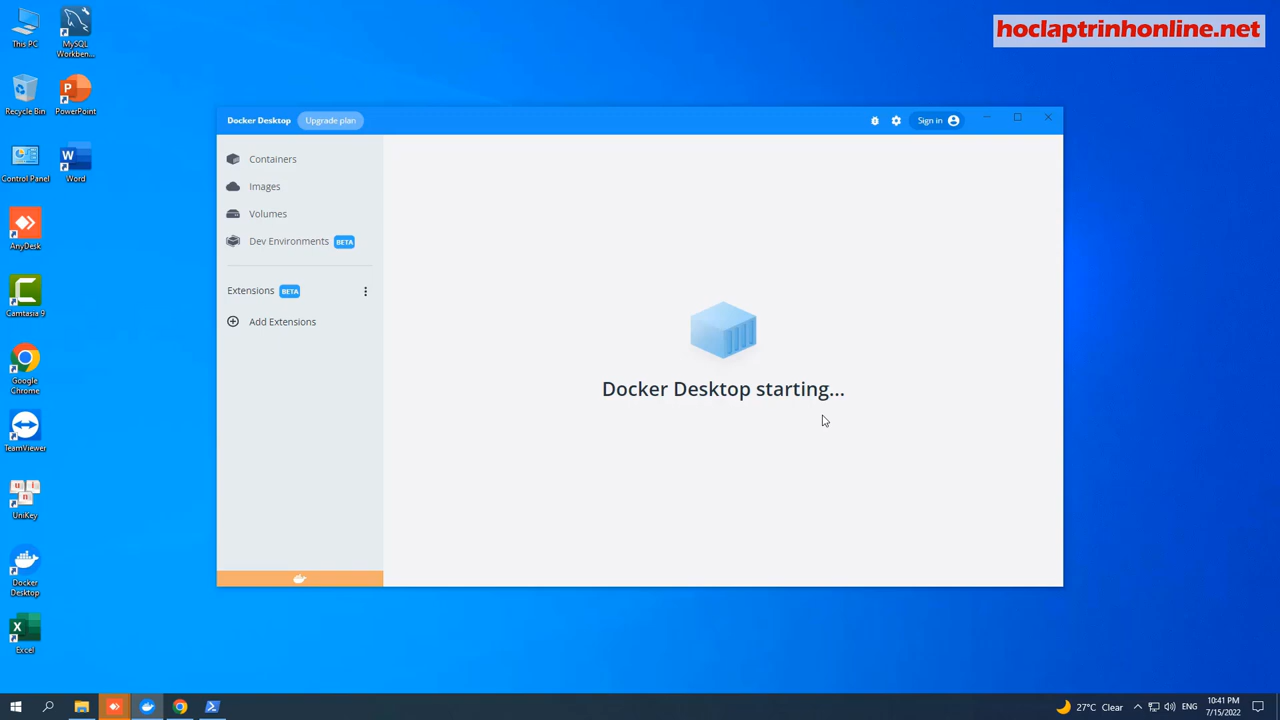 hoclaptrinhonline.net
This PC
MySQL
Workben...
Recycle Bin
PowerPoint
Control Panel
Word
AnyDesk
Camtasia 9
Google
Chrome
TeamViewer
UniKey
Docker
Desktop
Excel
Docker Desktop
Upgrade plan
Sign in
Containers
Images
Volumes
Dev Environments BETA
Extensions BETA
Add Extensions
Docker Desktop starting...
27°C Clear
ENG
10:41 PM
7/15/2022